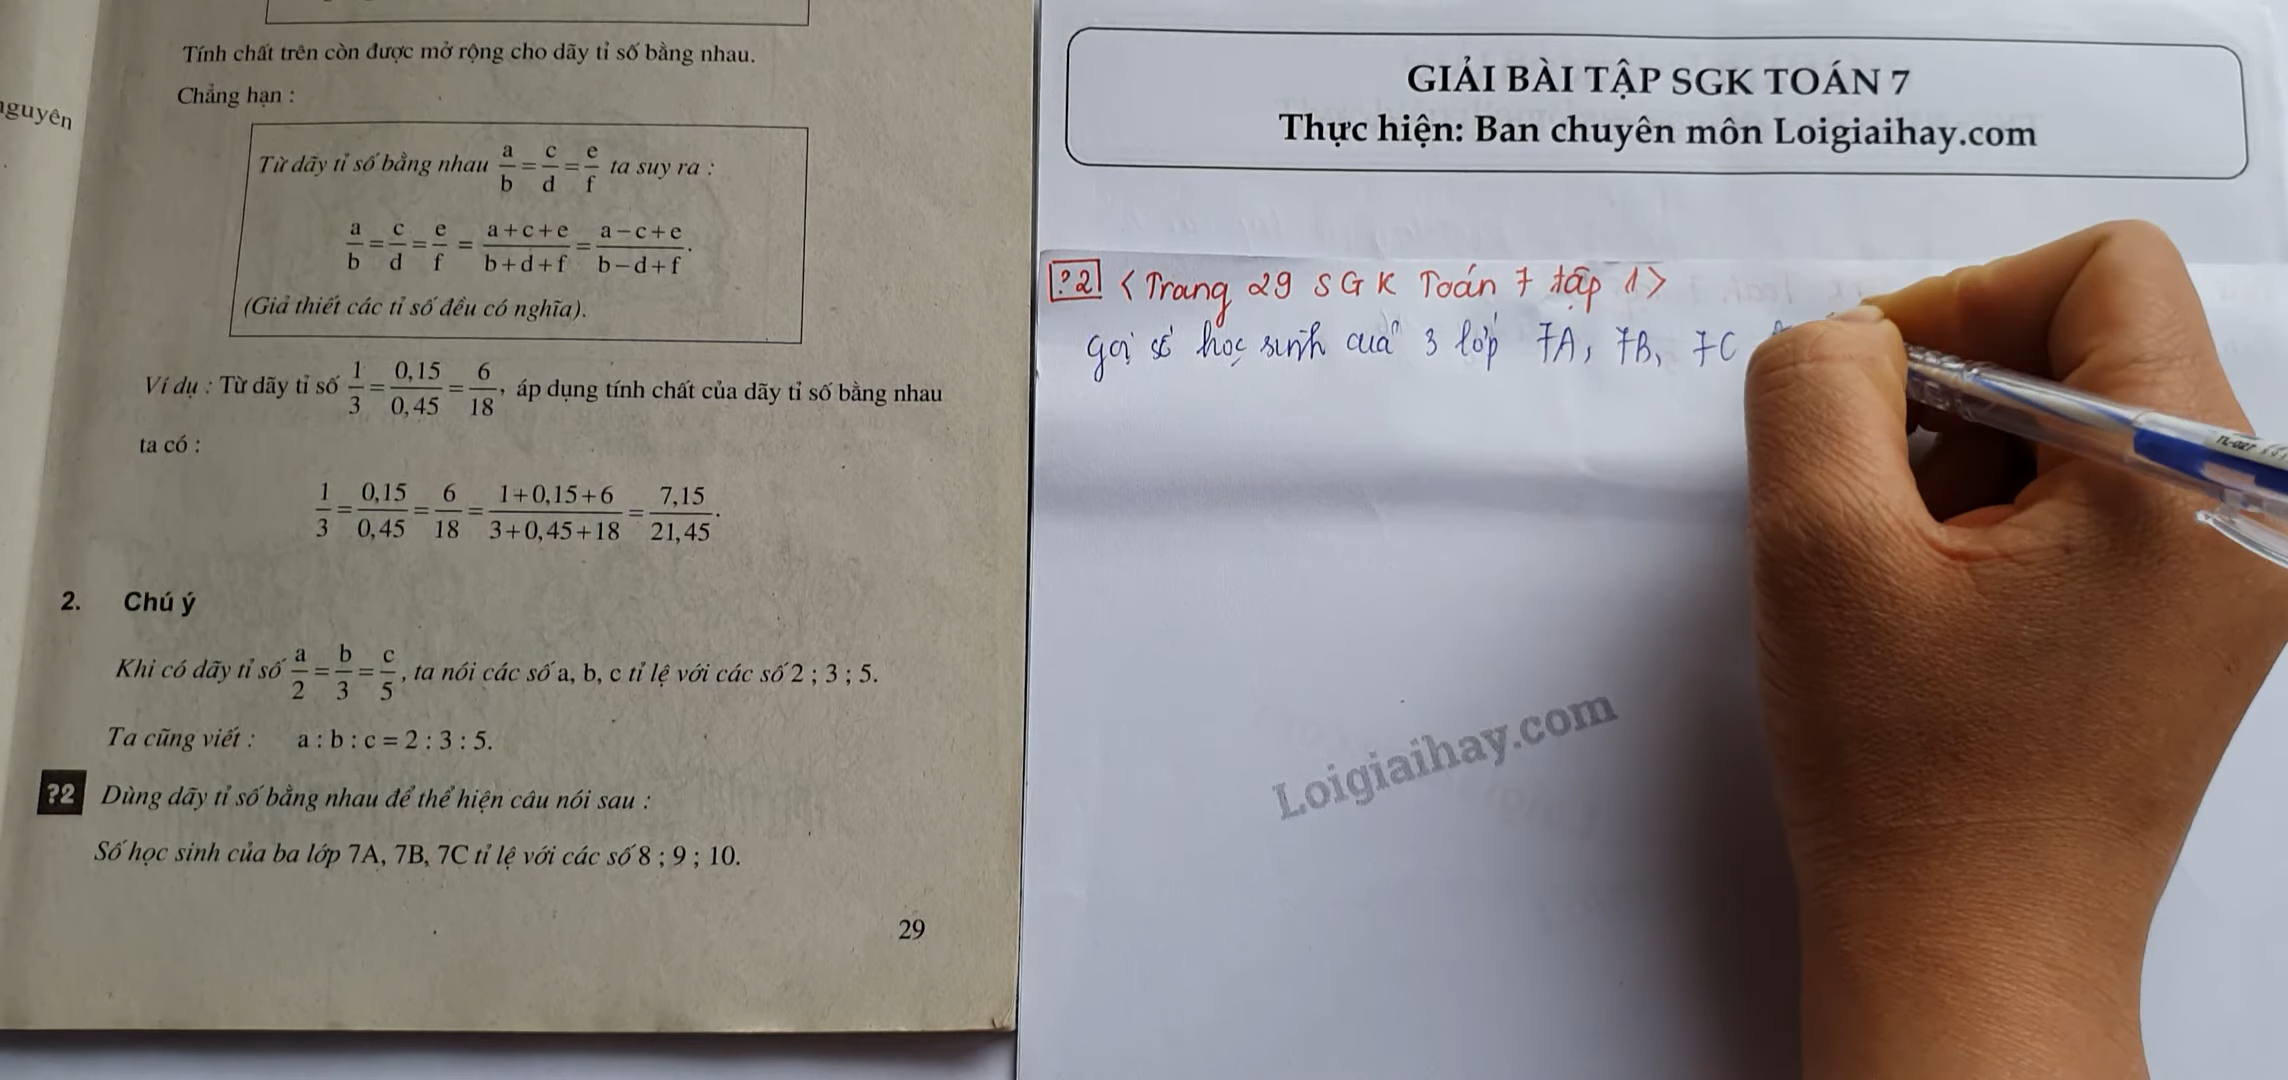 nguyên
Tính chất trên còn được mở rộng cho dãy tỉ số bằng nhau.
Chẳng hạn :
Từ dãy tỉ số bằng nhau a/b = c/d = e/f ta suy ra :
a/b = c/d = e/f = (a+c+e)/(b+d+f) = (a−c+e)/(b−d+f).
(Giả thiết các tỉ số đều có nghĩa).
Ví dụ : Từ dãy tỉ số 1/3 = 0,15/0,45 = 6/18, áp dụng tính chất của dãy tỉ số bằng nhau
ta có :
1/3 = 0,15/0,45 = 6/18 = (1+0,15+6)/(3+0,45+18) = 7,15/21,45.
2. Chú ý
Khi có dãy tỉ số a/2 = b/3 = c/5, ta nói các số a, b, c tỉ lệ với các số 2 ; 3 ; 5.
Ta cũng viết : a : b : c = 2 : 3 : 5.
?2 Dùng dãy tỉ số bằng nhau để thể hiện câu nói sau :
Số học sinh của ba lớp 7A, 7B, 7C tỉ lệ với các số 8 ; 9 ; 10.
29
GIẢI BÀI TẬP SGK TOÁN 7
Thực hiện: Ban chuyên môn Loigiaihay.com
?2 <Trang 29 SGK Toán 7 tập 1>
gọi số học sinh của 3 lớp 7A, 7B, 7C
TL-027
Loigiaihay.com